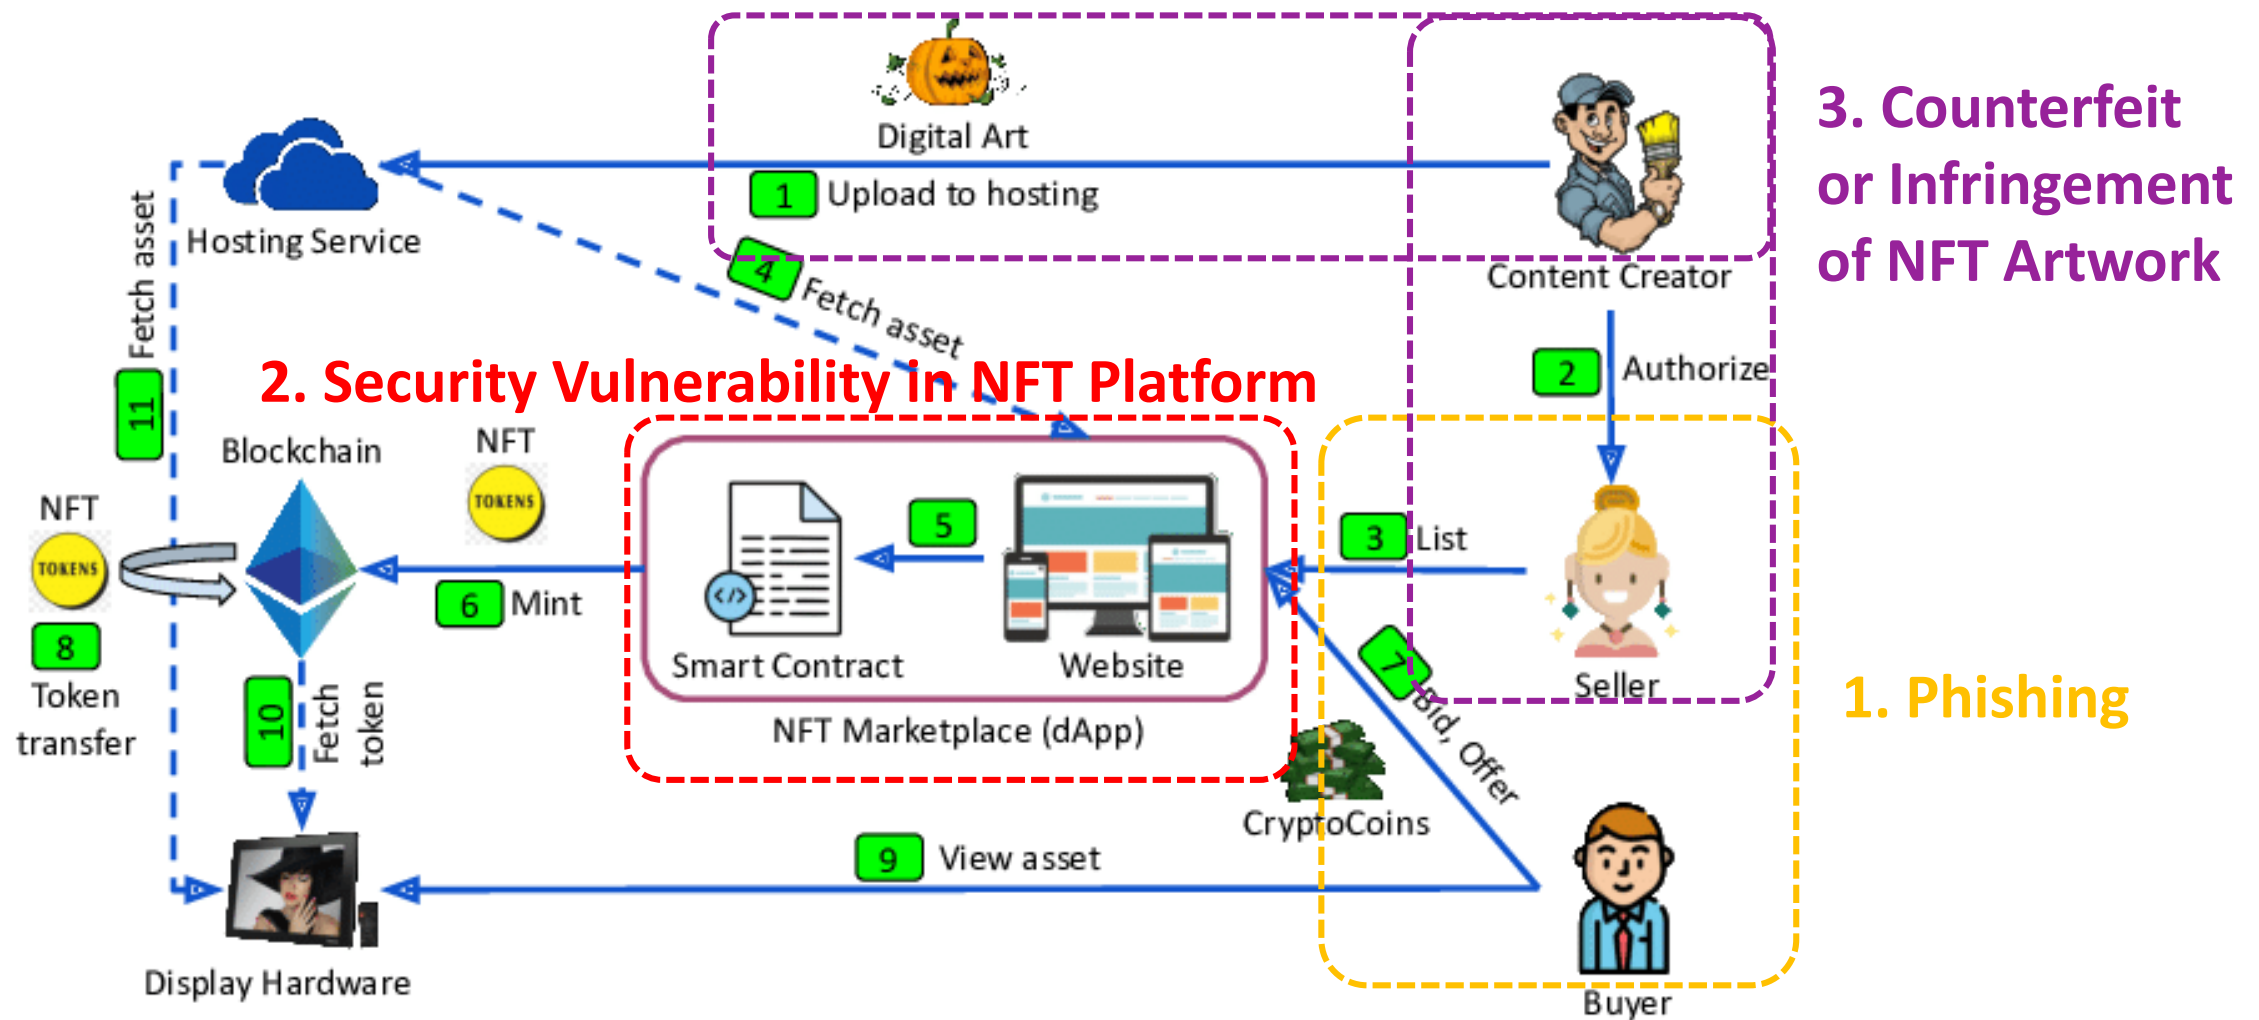 Digital Art
1 Upload to hosting
3. Counterfeit
or Infringement
of NFT Artwork
Hosting Service
Content Creator
4 Fetch asset
11 Fetch asset
2 Authorize
2. Security Vulnerability in NFT Platform
Blockchain
NFT
TOKENS
NFT
TOKENS
8
Token
transfer
6 Mint
5
</>
Smart Contract
Website
NFT Marketplace (dApp)
3 List
Seller
1. Phishing
7 Bid, Offer
CryptoCoins
10 Fetch
token
9 View asset
Display Hardware
Buyer